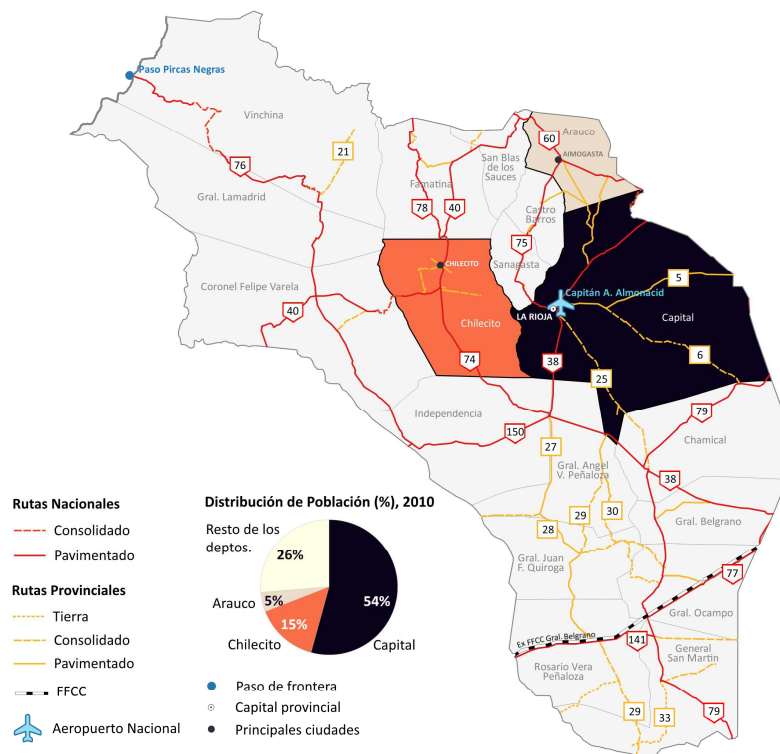 Paso Pircas Negras
Vinchina
21
76
Gral. Lamadrid
Famatina
78
40
San Blas
de los
Sauces
60
Arauco
AIMOGASTA
Castro
Barros
75
Sanagasta
Coronel Felipe Varela
40
CHILECITO
Chilecito
74
Capitán A. Almonacid
LA RIOJA
5
Capital
6
38
25
Independencia
150
79
Chamical
27
Gral. Angel
V. Peñaloza
38
29
30
28
Gral. Belgrano
Gral. Juan
F. Quiroga
77
Gral. Ocampo
Ex FFCC Gral. Belgrano
141
General
San Martin
Rosario Vera
Peñaloza
29
33
79
Rutas Nacionales
Consolidado
Pavimentado
Rutas Provinciales
Tierra
Consolidado
Pavimentado
FFCC
Aeropuerto Nacional
Distribución de Población (%), 2010
Resto de los
deptos.
26%
Arauco
5%
54%
15%
Chilecito
Capital
Paso de frontera
Capital provincial
Principales ciudades